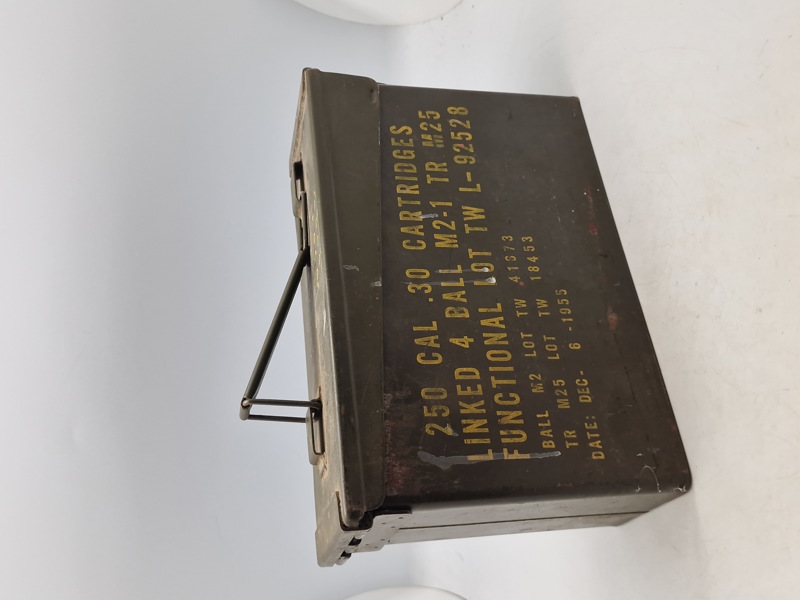 250 CAL .30 CARTRIDGES
LINKED 4 BALL M2-1 TR M25
FUNCTIONAL LOT TW L-92528
BALL M2 LOT TW 41373
TR M25 LOT TW 18453
DATE: DEC- 6 -1955